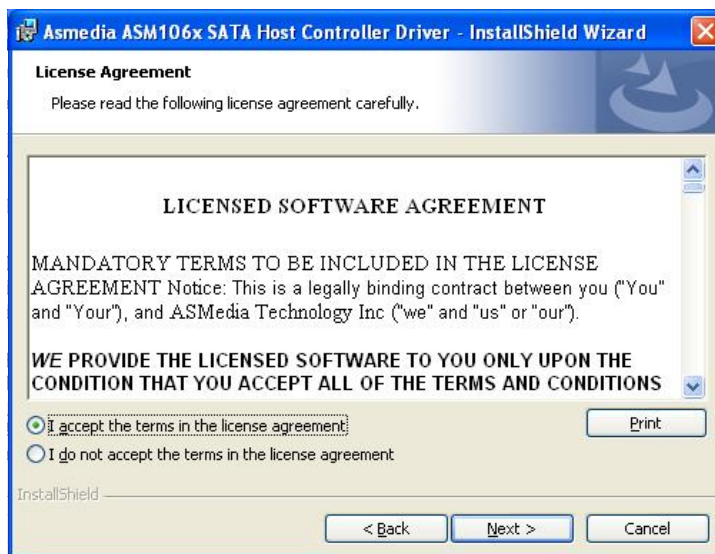 Asmedia ASM106x SATA Host Controller Driver - InstallShield Wizard
License Agreement
Please read the following license agreement carefully.
LICENSED SOFTWARE AGREEMENT
MANDATORY TERMS TO BE INCLUDED IN THE LICENSE
AGREEMENT Notice: This is a legally binding contract between you ("You"
and "Your"), and ASMedia Technology Inc ("we" and "us" or "our").
WE PROVIDE THE LICENSED SOFTWARE TO YOU ONLY UPON THE
CONDITION THAT YOU ACCEPT ALL OF THE TERMS AND CONDITIONS
I accept the terms in the license agreement
Print
I do not accept the terms in the license agreement
InstallShield
< Back
Next >
Cancel